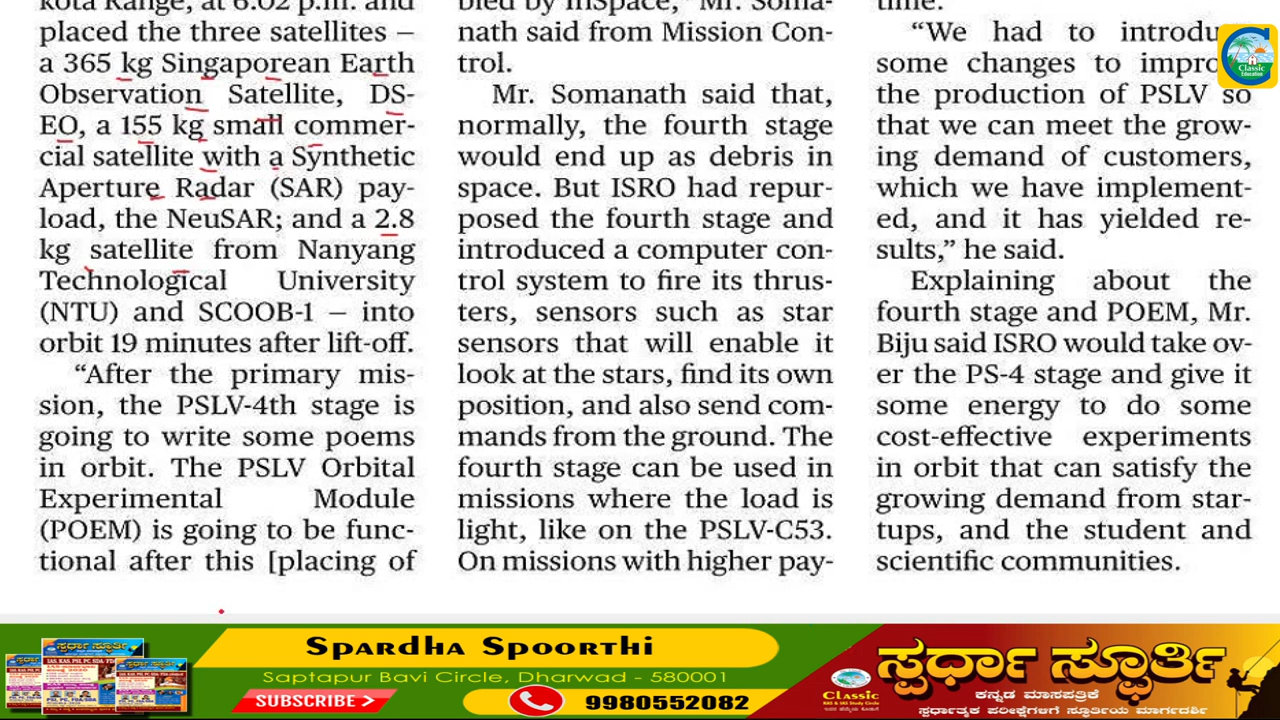 kota Range, at 6.02 p.m. and
placed the three satellites —
a 365 kg Singaporean Earth
Observation Satellite, DS-
EO, a 155 kg small commer-
cial satellite with a Synthetic
Aperture Radar (SAR) pay-
load, the NeuSAR; and a 2.8
kg satellite from Nanyang
Technological University
(NTU) and SCOOB-1 — into
orbit 19 minutes after lift-off.
“After the primary mis-
sion, the PSLV-4th stage is
going to write some poems
in orbit. The PSLV Orbital
Experimental Module
(POEM) is going to be func-
tional after this [placing of
bled by InSpace,” Mr. Soma-
nath said from Mission Con-
trol.
Mr. Somanath said that,
normally, the fourth stage
would end up as debris in
space. But ISRO had repur-
posed the fourth stage and
introduced a computer con-
trol system to fire its thrus-
ters, sensors such as star
sensors that will enable it
look at the stars, find its own
position, and also send com-
mands from the ground. The
fourth stage can be used in
missions where the load is
light, like on the PSLV-C53.
On missions with higher pay-
time.
“We had to introdu
some changes to impro
the production of PSLV so
that we can meet the grow-
ing demand of customers,
which we have implement-
ed, and it has yielded re-
sults,” he said.
Explaining about the
fourth stage and POEM, Mr.
Biju said ISRO would take ov-
er the PS-4 stage and give it
some energy to do some
cost-effective experiments
in orbit that can satisfy the
growing demand from star-
tups, and the student and
scientific communities.
Classic
Education
Spardha Spoorthi
Saptapur Bavi Circle, Dharwad - 580001
SUBSCRIBE >
9980552082
Classic
KAS & IAS Study Circle
ಸ್ಪರ್ಧಾ ಸ್ಫೂರ್ತಿ
ಕನ್ನಡ ಮಾಸಪತ್ರಿಕೆ
ಸ್ಪರ್ಧಾತ್ಮಕ ಪರೀಕ್ಷೆಗಳಿಗೆ ಸ್ಫೂರ್ತಿಯ ಮಾರ್ಗದರ್ಶಿ